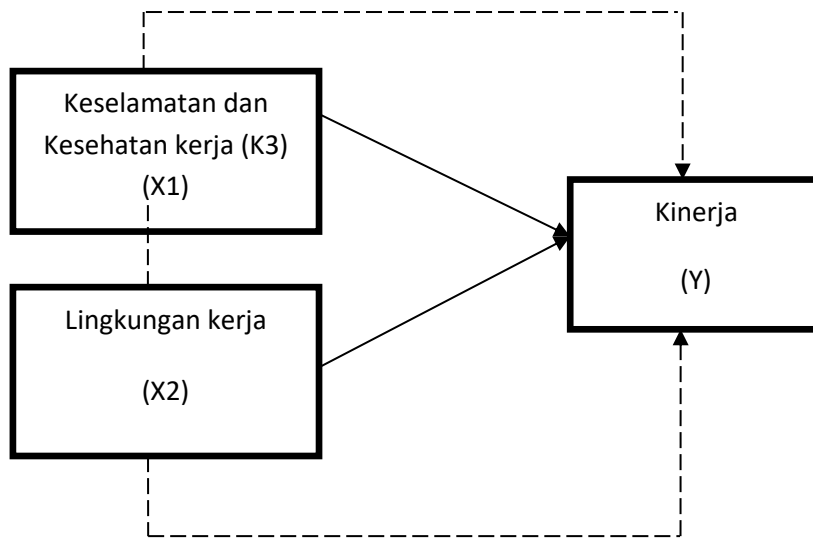 Keselamatan dan
Kesehatan kerja (K3)
(X1)
Kinerja
(Y)
Lingkungan kerja
(X2)